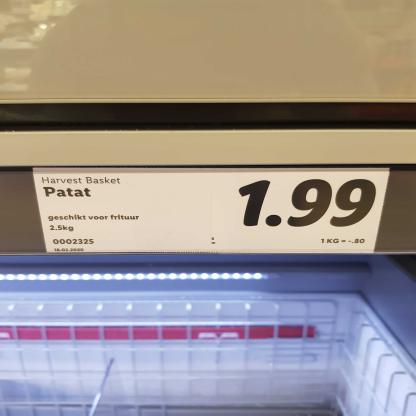 Harvest Basket
Patat
1.99
geschikt voor frituur
2.5kg
0002325
1 KG = -.80